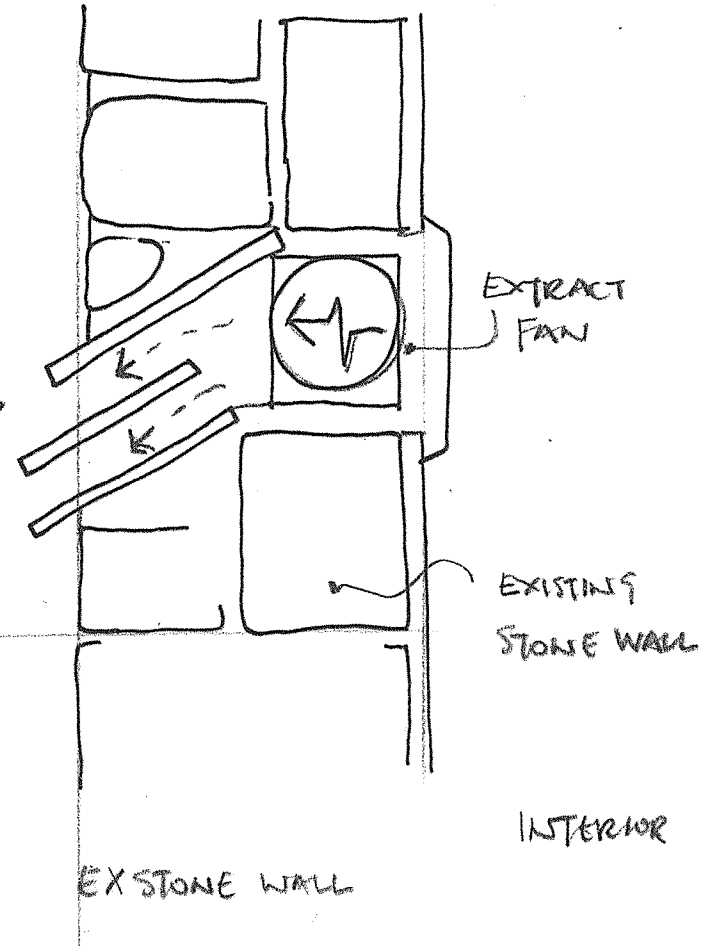 EXTRACT
FAN
EXISTING
STONE WALL
INTERIOR
EX STONE WALL